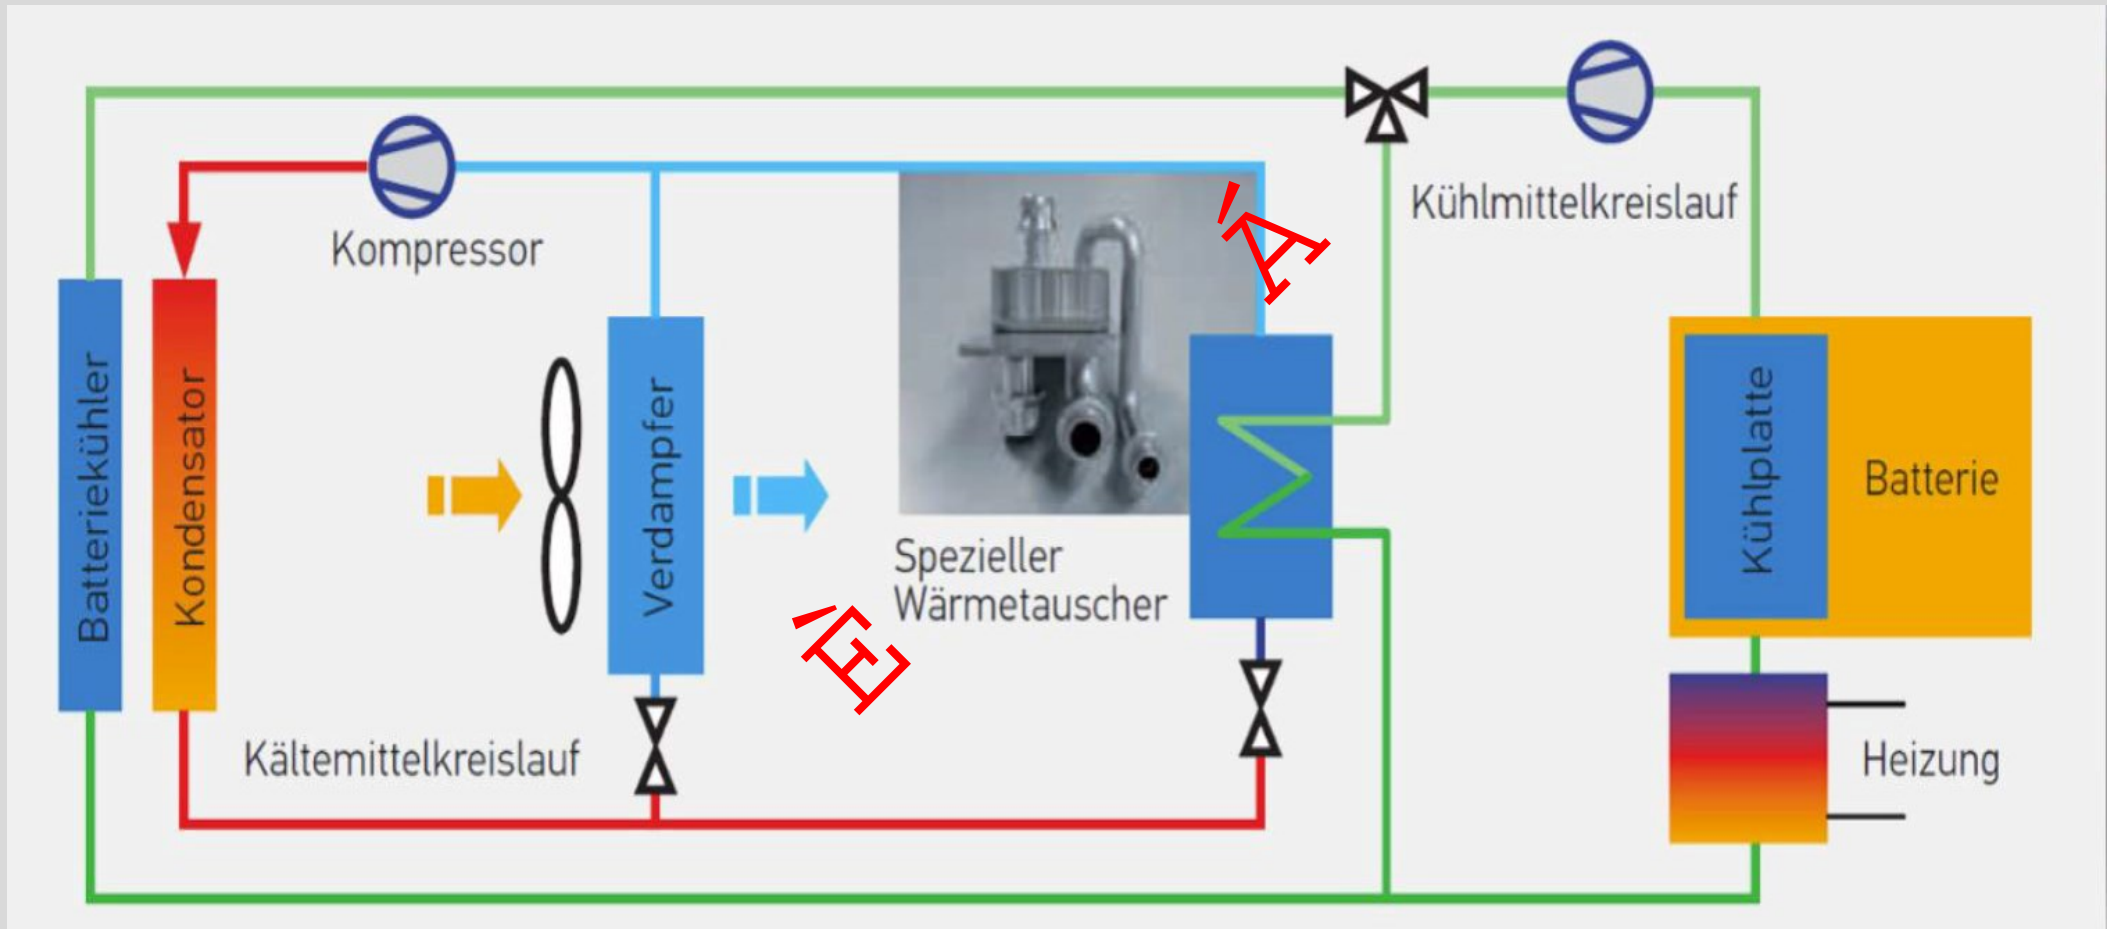 Kühlmittelkreislauf
Kompressor
Batteriekühler
Kondensator
Verdampfer
Kühlplatte
Batterie
Spezieller
Wärmetauscher
Kältemittelkreislauf
Heizung
'A
'E